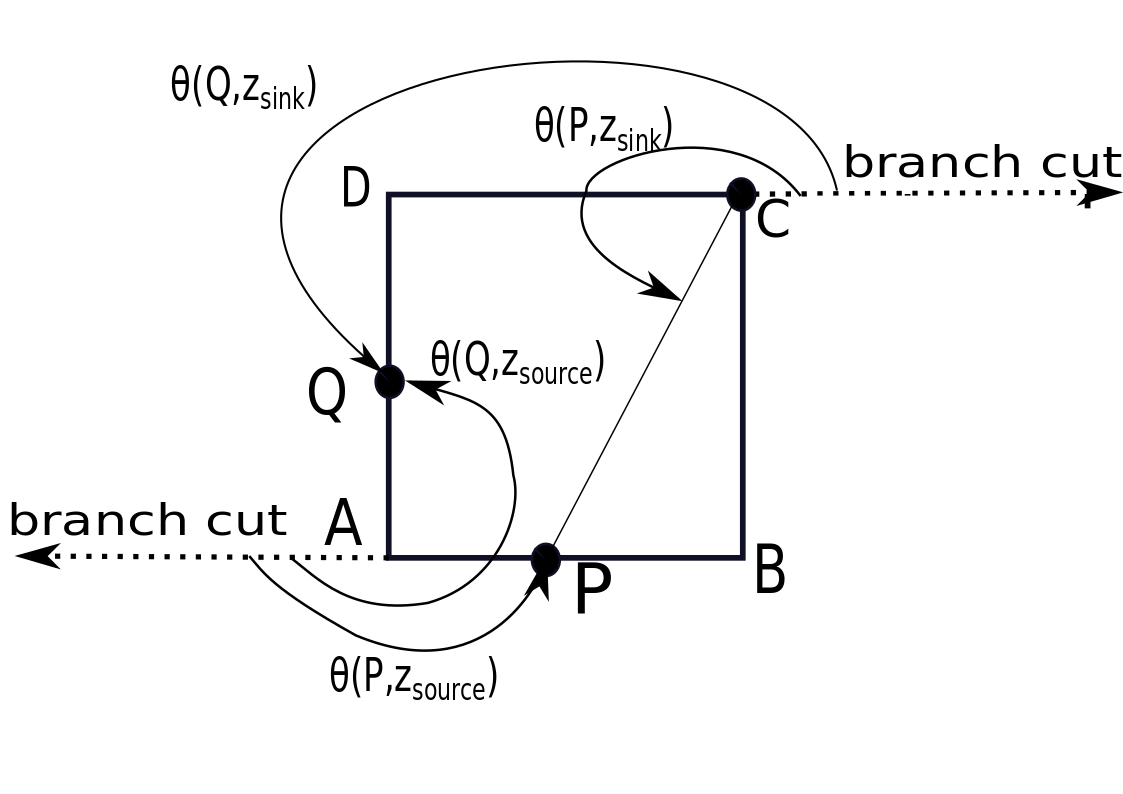 θ(Q,z_sink)
θ(P,z_sink)
branch cut
D
C
θ(Q,z_source)
Q
branch cut
A
B
P
θ(P,z_source)